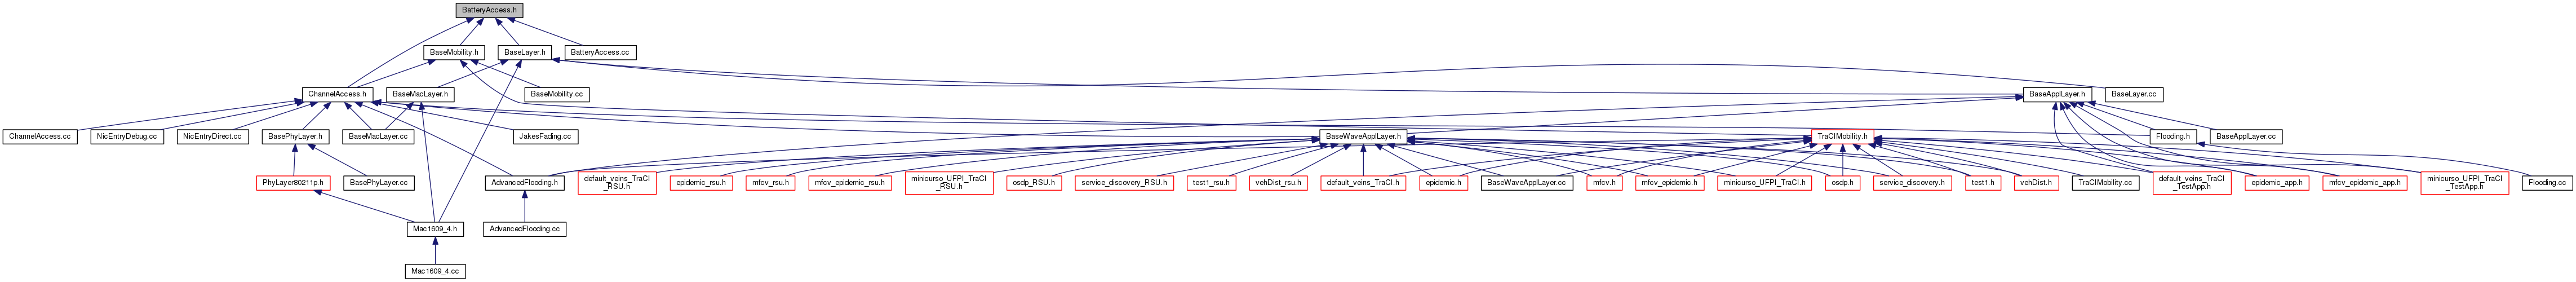 BatteryAccess.h
BaseMobility.h
BaseLayer.h
BatteryAccess.cc
ChannelAccess.h
BaseMacLayer.h
BaseMobility.cc
BaseApplLayer.h
BaseLayer.cc
ChannelAccess.cc
NicEntryDebug.cc
NicEntryDirect.cc
BasePhyLayer.h
BaseMacLayer.cc
JakesFading.cc
BaseWaveApplLayer.h
TraCIMobility.h
Flooding.h
BaseApplLayer.cc
PhyLayer80211p.h
BasePhyLayer.cc
AdvancedFlooding.h
default_veins_TraCI
_RSU.h
epidemic_rsu.h
mfcv_rsu.h
mfcv_epidemic_rsu.h
minicurso_UFPI_TraCI
_RSU.h
osdp_RSU.h
service_discovery_RSU.h
test1_rsu.h
vehDist_rsu.h
default_veins_TraCI.h
epidemic.h
BaseWaveApplLayer.cc
mfcv.h
mfcv_epidemic.h
minicurso_UFPI_TraCI.h
osdp.h
service_discovery.h
test1.h
vehDist.h
TraCIMobility.cc
default_veins_TraCI
_TestApp.h
epidemic_app.h
mfcv_epidemic_app.h
minicurso_UFPI_TraCI
_TestApp.h
Flooding.cc
Mac1609_4.h
AdvancedFlooding.cc
Mac1609_4.cc